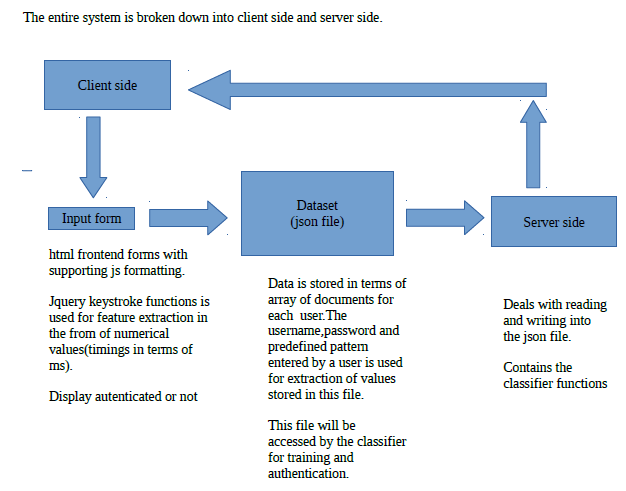 The entire system is broken down into client side and server side.
Client side
Input form
Dataset
(json file)
Server side
html frontend forms with
supporting js formatting.
Jquery keystroke functions is
used for feature extraction in
the from of numerical
values(timings in terms of
ms).
Display autenticated or not
Data is stored in terms of
array of documents for
each  user.The
username,password and
predefined pattern
entered by a user is used
for extraction of values
stored in this file.
This file will be
accessed by the classifier
for training and
authentication.
Deals with reading
and writing into
the json file.
Contains the
classifier functions